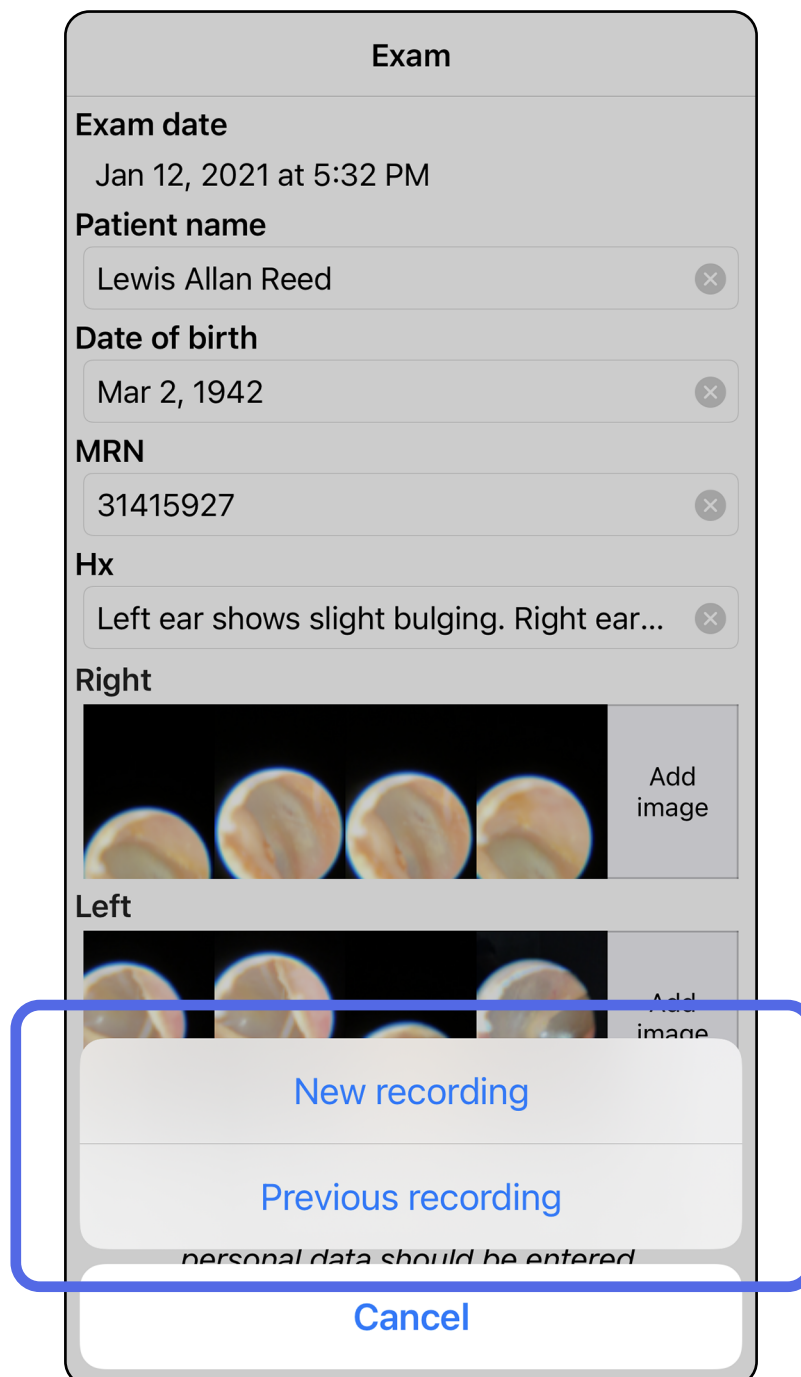 Exam
Exam date
Jan 12, 2021 at 5:32 PM
Patient name
Lewis Allan Reed
Date of birth
Mar 2, 1942
MRN
31415927
Hx
Left ear shows slight bulging. Right ear...
Right
Add
image
Left
Add
image
New recording
Previous recording
personal data should be entered
Cancel